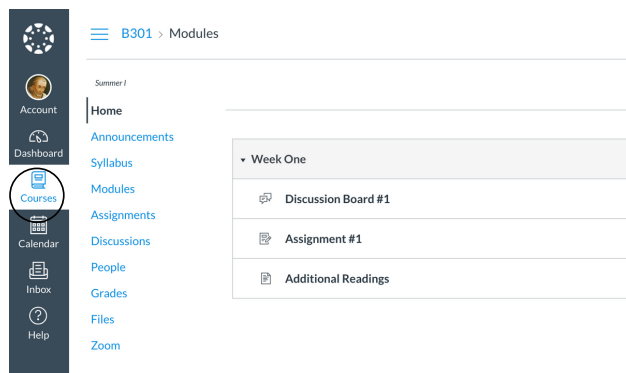 B301 > Modules
Account
Dashboard
Courses
Calendar
Inbox
Help
Summer I
Home
Announcements
Syllabus
Modules
Assignments
Discussions
People
Grades
Files
Zoom
Week One
Discussion Board #1
Assignment #1
Additional Readings